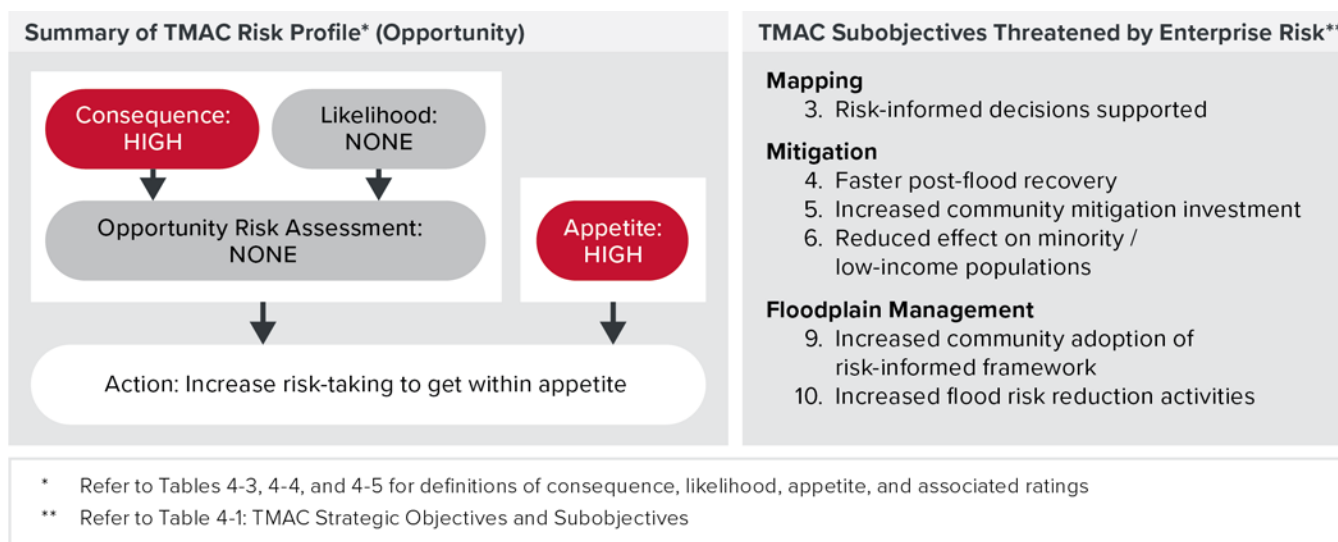 Summary of TMAC Risk Profile* (Opportunity)
Consequence:
HIGH
Likelihood:
NONE
Opportunity Risk Assessment:
NONE
Appetite:
HIGH
Action: Increase risk-taking to get within appetite
TMAC Subobjectives Threatened by Enterprise Risk**
Mapping
3. Risk-informed decisions supported
Mitigation
4. Faster post-flood recovery
5. Increased community mitigation investment
6. Reduced effect on minority /
low-income populations
Floodplain Management
9. Increased community adoption of
risk-informed framework
10. Increased flood risk reduction activities
* Refer to Tables 4-3, 4-4, and 4-5 for definitions of consequence, likelihood, appetite, and associated ratings
** Refer to Table 4-1: TMAC Strategic Objectives and Subobjectives